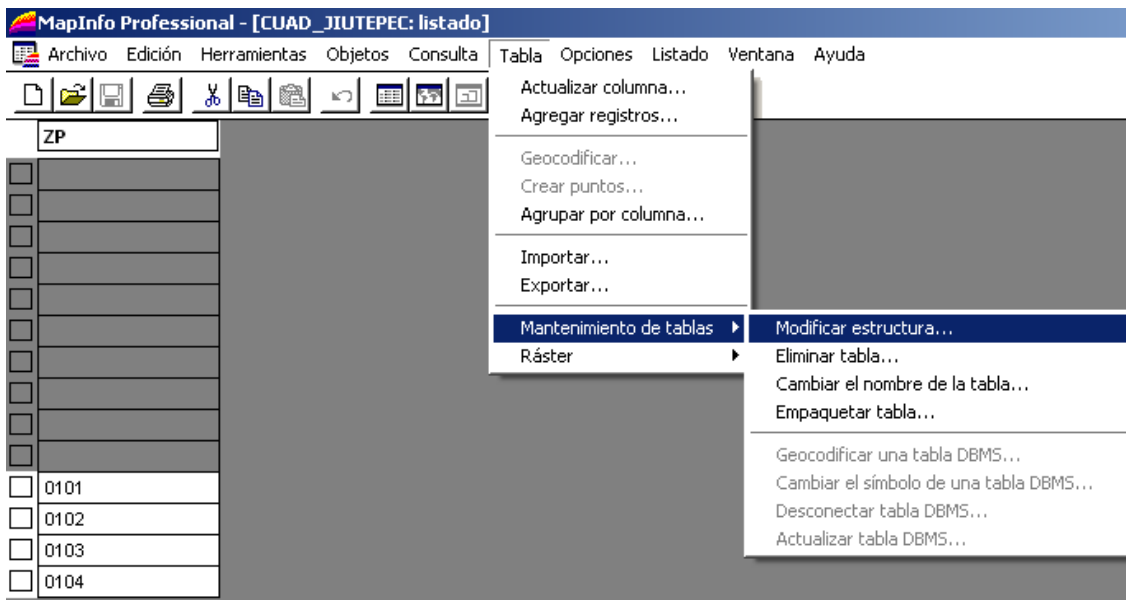 MapInfo Professional - [CUAD_JIUTEPEC: listado]
Archivo Edición Herramientas Objetos Consulta Tabla Opciones Listado Ventana Ayuda
Actualizar columna...
Agregar registros...
ZP
Geocodificar...
Crear puntos...
Agrupar por columna...
Importar...
Exportar...
Mantenimiento de tablas
Ráster
Modificar estructura...
Eliminar tabla...
Cambiar el nombre de la tabla...
Empaquetar tabla...
Geocodificar una tabla DBMS...
Cambiar el símbolo de una tabla DBMS...
Desconectar tabla DBMS...
Actualizar tabla DBMS...
0101
0102
0103
0104